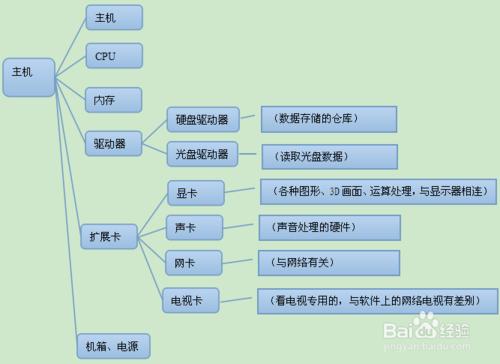 主机
主机
CPU
内存
驱动器
硬盘驱动器
（数据存储的仓库）
光盘驱动器
（读取光盘数据）
扩展卡
显卡
（各种图形、3D画面、运算处理，与显示器相连）
声卡
（声音处理的硬件）
网卡
（与网络有关）
电视卡
（看电视专用的，与软件上的网络电视有差别）
机箱、电源
Baidu经验
jingyan.baidu.com